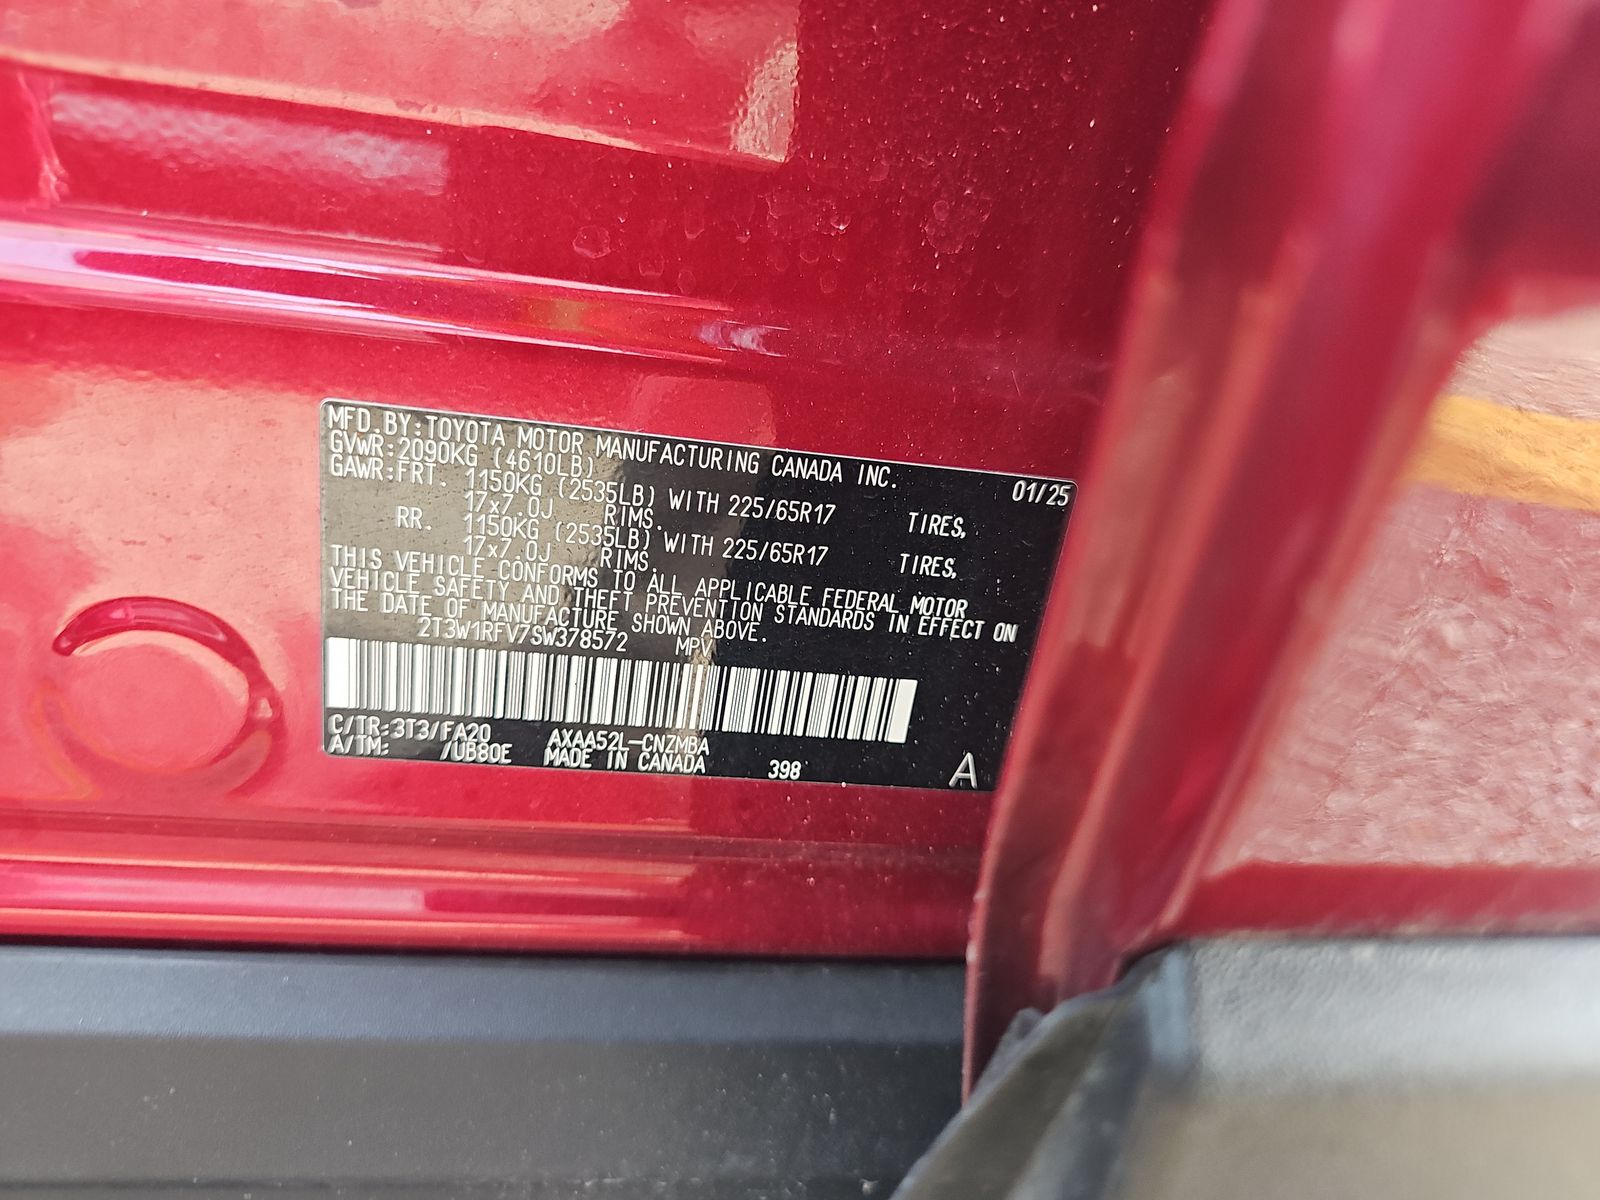 MFD.BY:TOYOTA MOTOR MANUFACTURING CANADA INC.
GVWR:2090KG (4610LB) 01/25
GAWR:FRT. 1150KG (2535LB) WITH 225/65R17 TIRES,
17x7.0J RIMS.
RR. 1150KG (2535LB) WITH 225/65R17 TIRES,
17x7.0J RIMS.
THIS VEHICLE CONFORMS TO ALL APPLICABLE FEDERAL MOTOR
VEHICLE SAFETY AND THEFT PREVENTION STANDARDS IN EFFECT ON
THE DATE OF MANUFACTURE SHOWN ABOVE.
2T3W1RFV7SW378572 MPV
C/TR:3T3/FA20 AXAA52L-CNZMBA
A/TM: /UB80E MADE IN CANADA 398 A